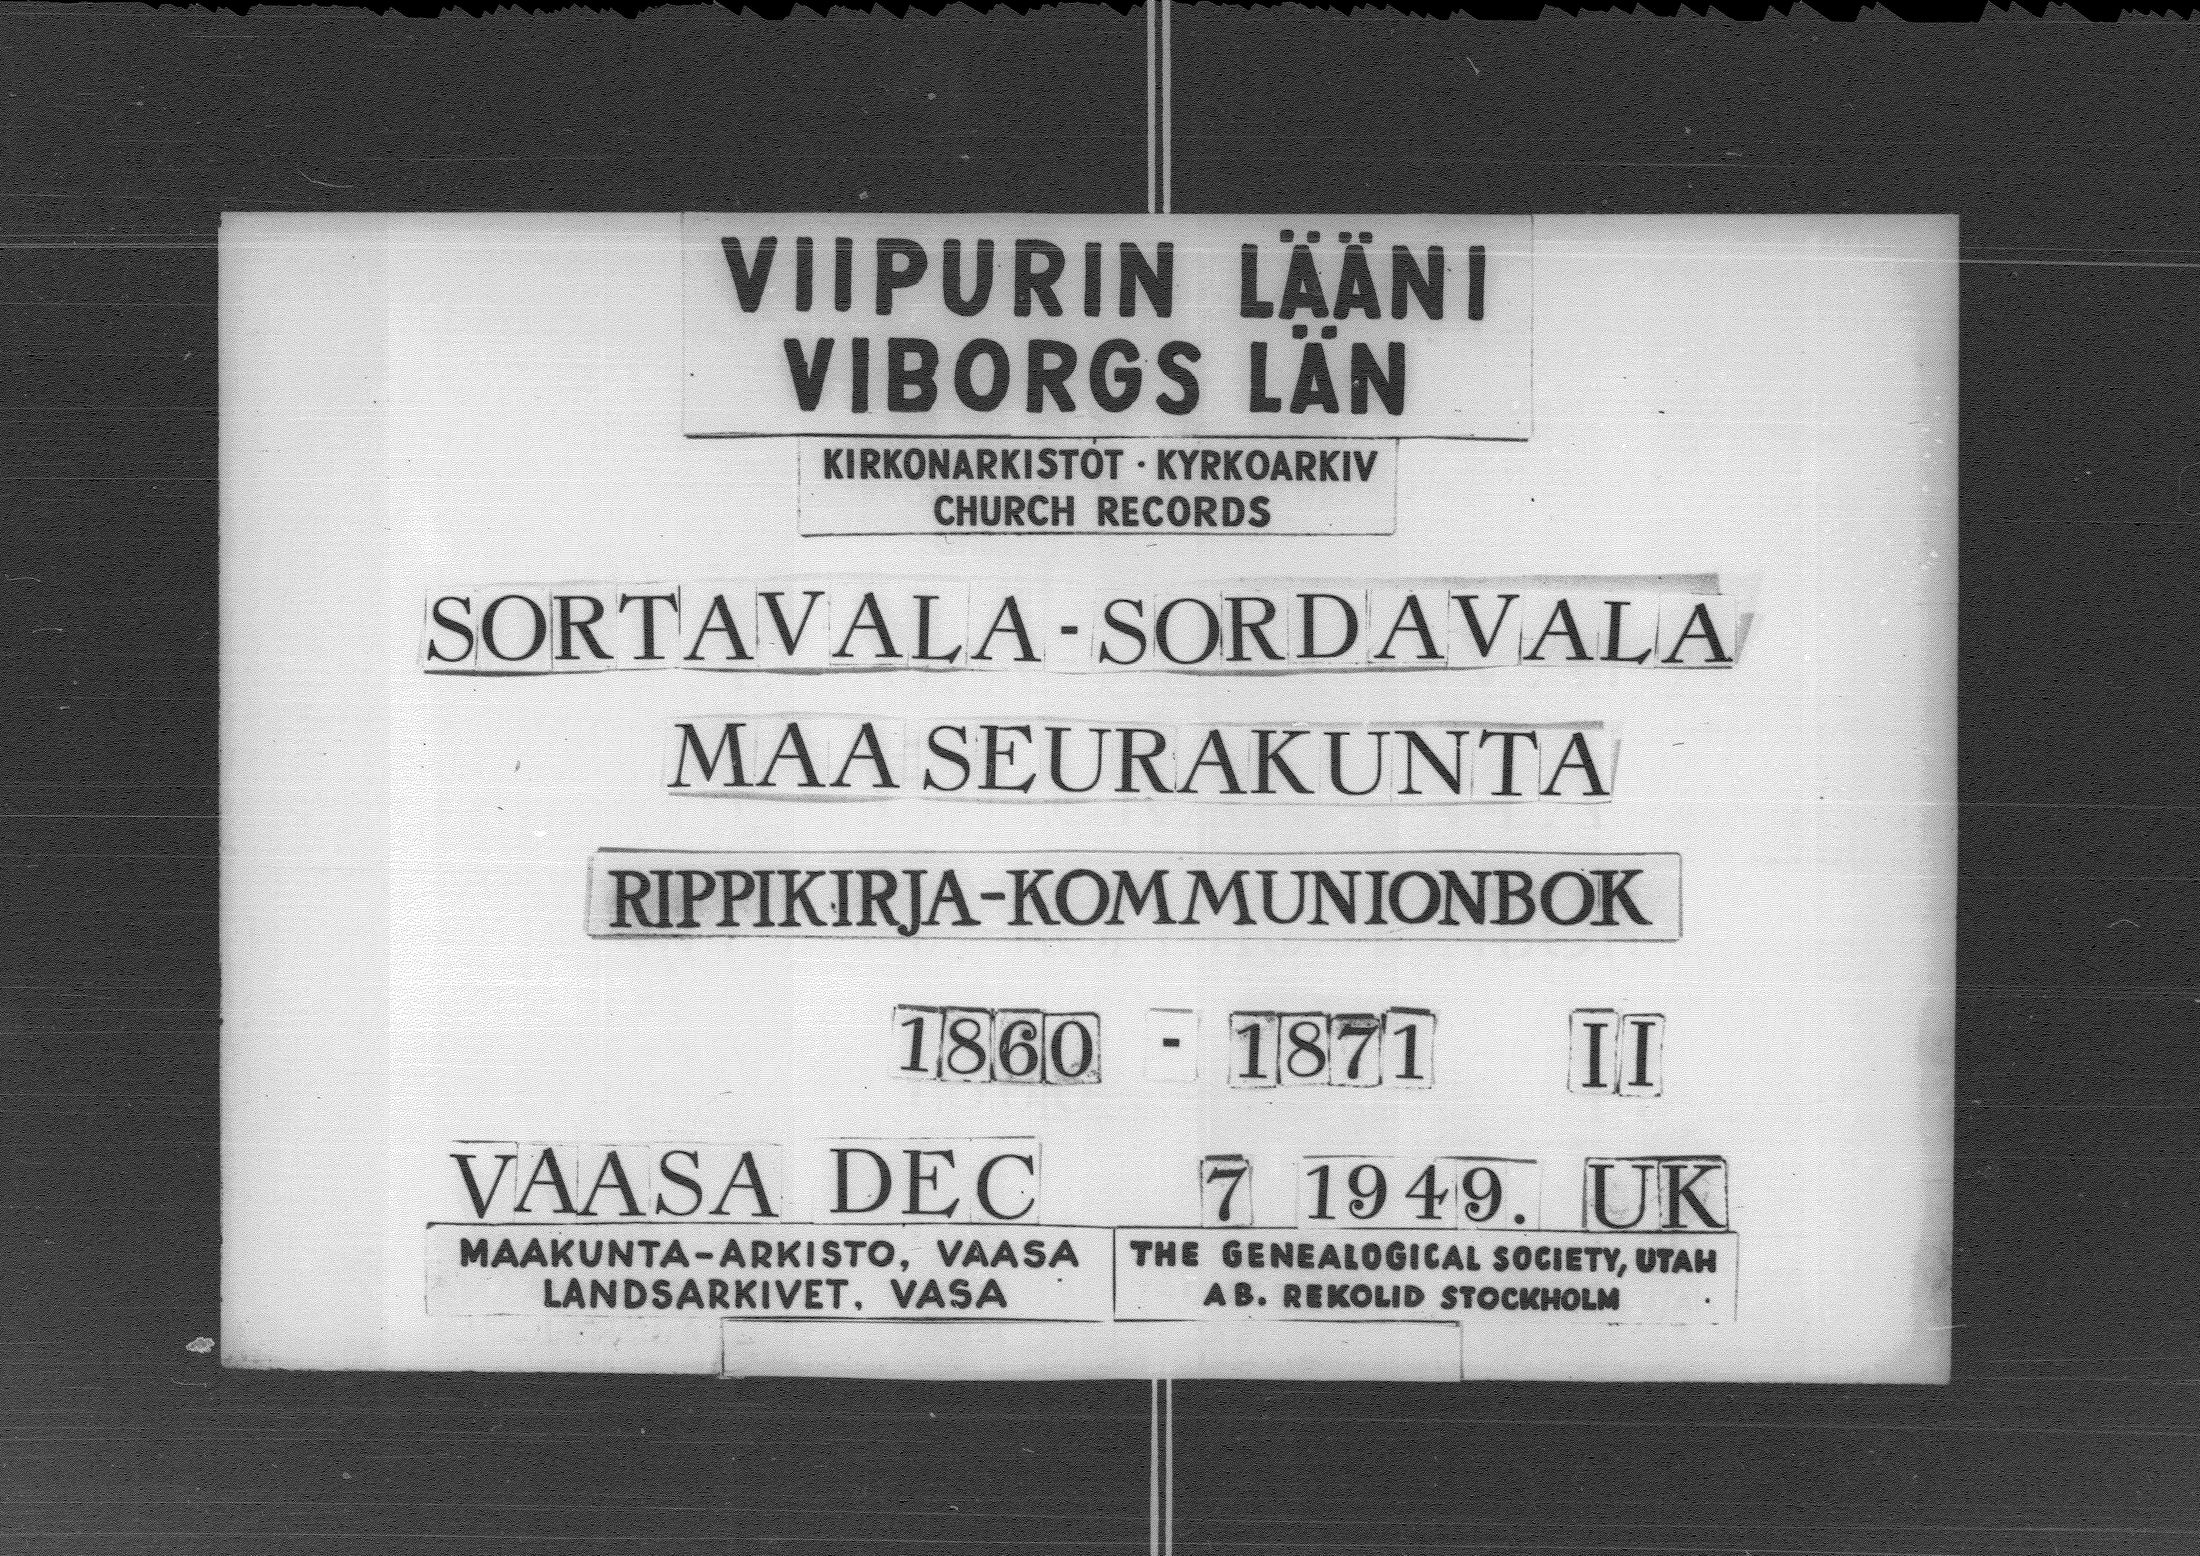 VIIPURIN LÄÄNI
VIBORGS LÄN
KIRKONARKISTOT · KYRKOARKIV
CHURCH RECORDS
SORTAVALA-SORDAVALA
MAA SEURAKUNTA
RIPPIKIRJA-KOMMUNIONBOK
1860 - 1871 II
VAASA DEC 7 1949. UK
MAAKUNTA-ARKISTO, VAASA
LANDSARKIVET, VASA
THE GENEALOGICAL SOCIETY, UTAH
AB. REKOLID STOCKHOLM